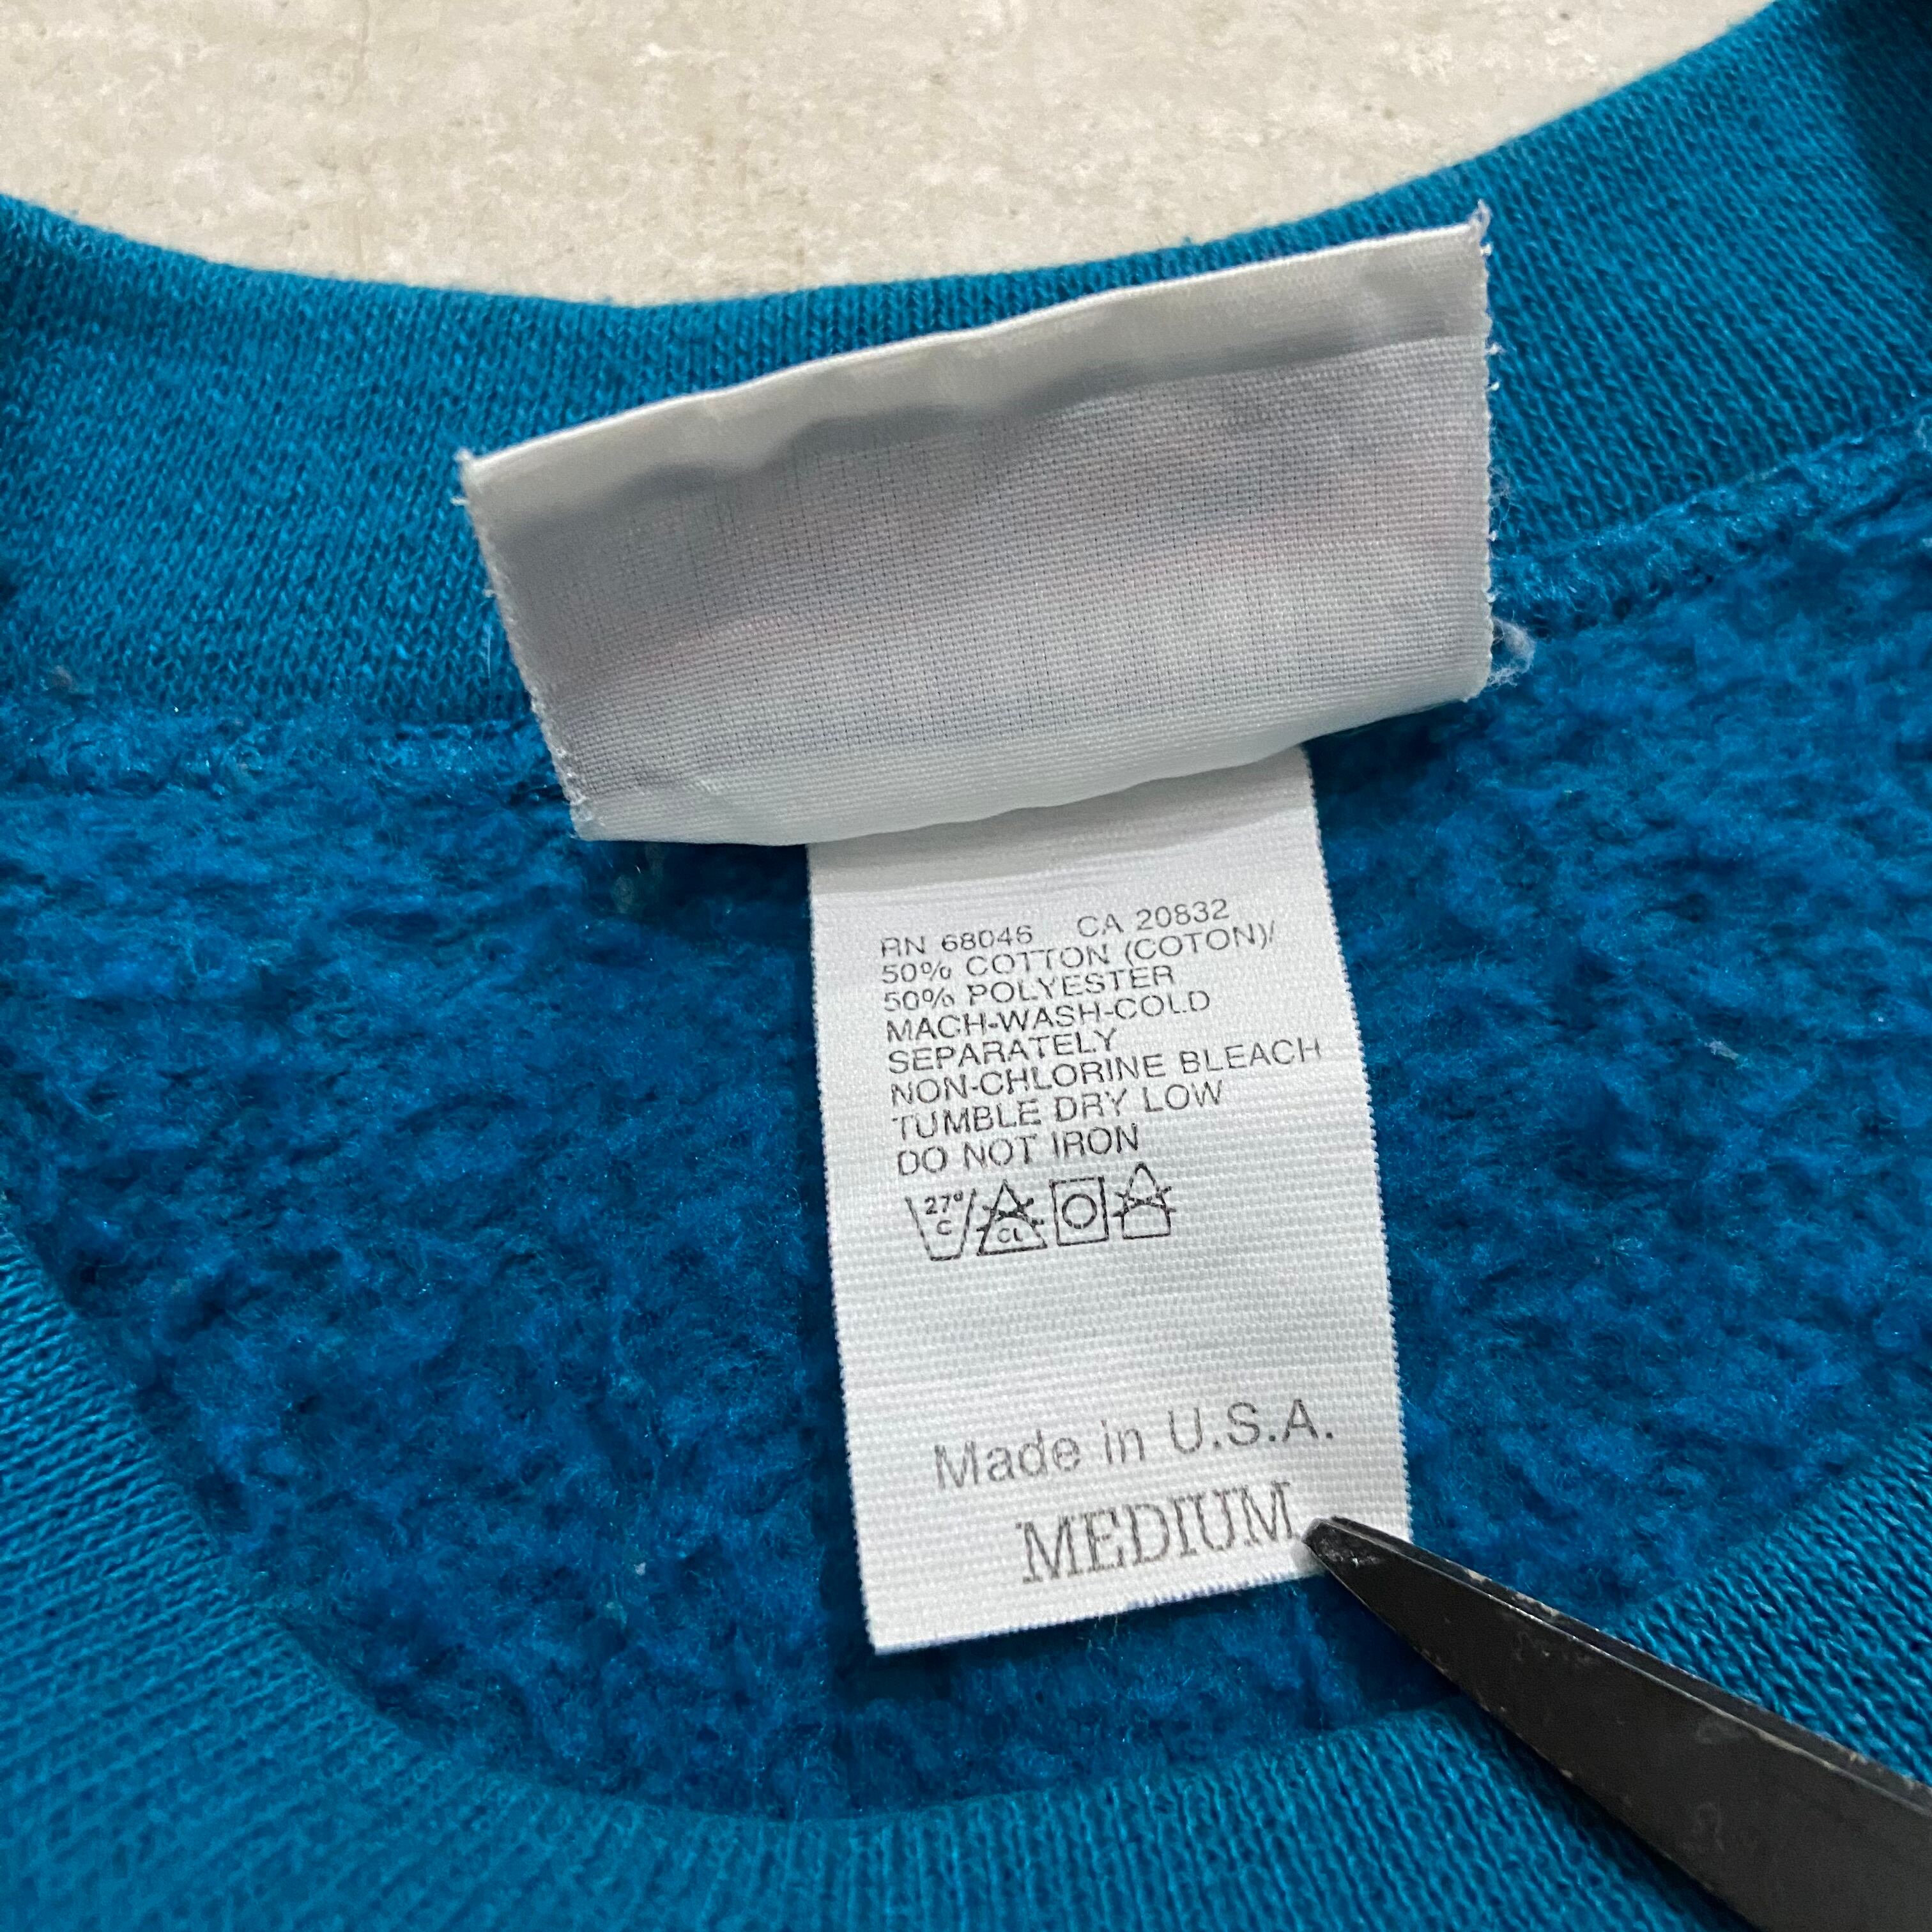 RN 68046 CA 20832
50% COTTON (COTON)/
50% POLYESTER
MACH-WASH-COLD
SEPARATELY
NON-CHLORINE BLEACH
TUMBLE DRY LOW
DO NOT IRON
27° C CL
Made in U.S.A.
MEDIUM